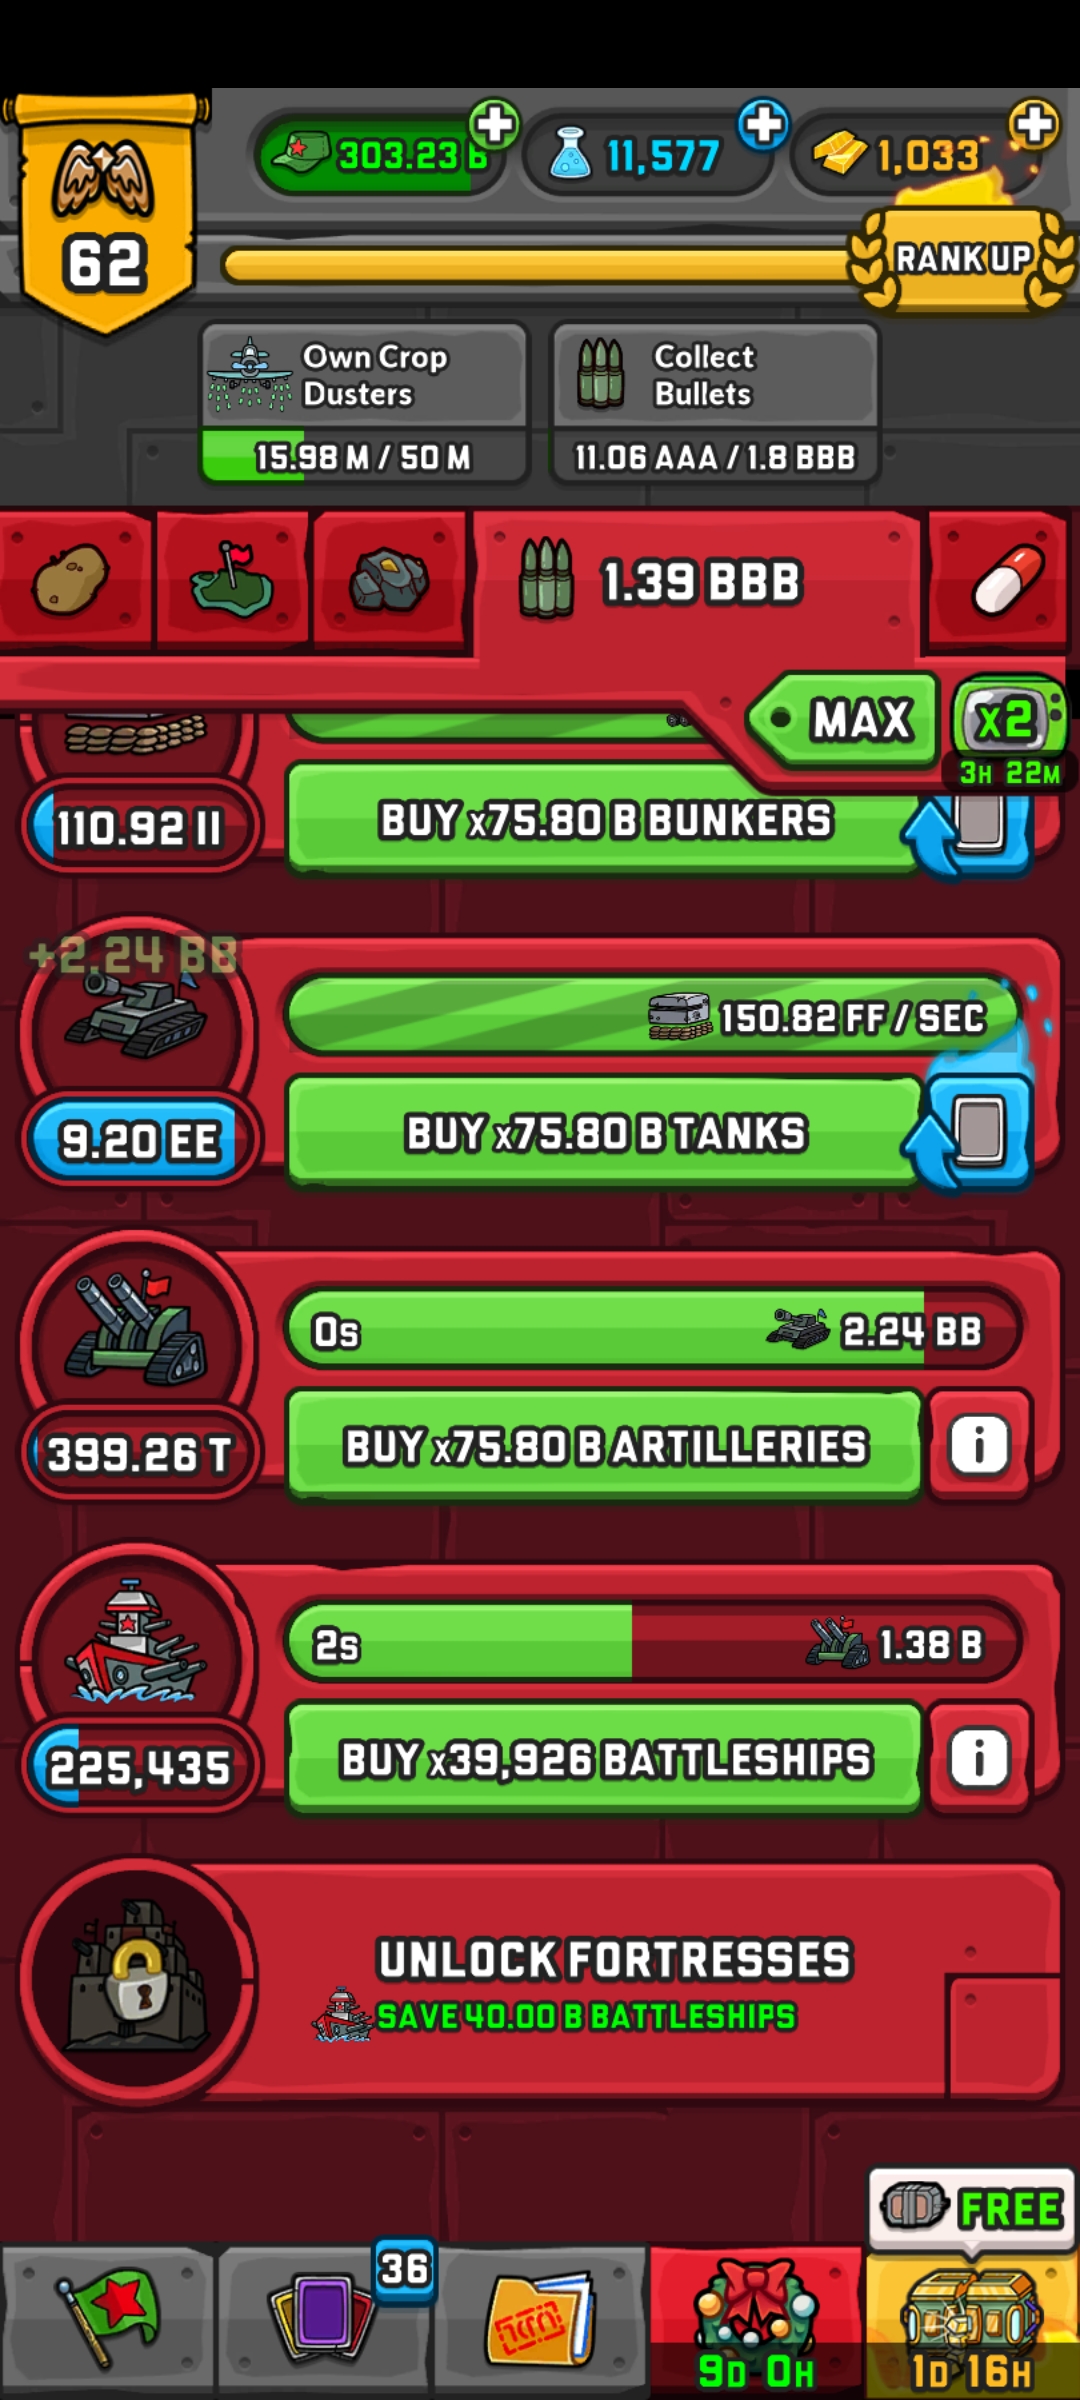 303.23 B
11,577
1,033
62
RANK UP
Own Crop
Dusters
15.98 M / 50 M
Collect
Bullets
11.06 AAA / 1.8 BBB
1.39 BBB
MAX
x2
3H 22M
110.92 II
BUY x75.80 B BUNKERS
+2.24 BB
150.82 FF / SEC
9.20 EE
BUY x75.80 B TANKS
0s
2.24 BB
399.26 T
BUY x75.80 B ARTILLERIES
i
2s
1.38 B
225,435
BUY x39,926 BATTLESHIPS
i
UNLOCK FORTRESSES
SAVE 40.00 B BATTLESHIPS
FREE
36
9D 0H
1D 16H